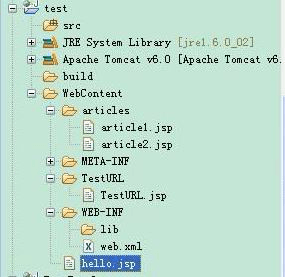 test
src
JRE System Library [jre1.6.0_02]
Apache Tomcat v6.0 [Apache Tomcat v6.
build
WebContent
articles
article1.jsp
article2.jsp
META-INF
TestURL
TestURL.jsp
WEB-INF
lib
web.xml
hello.jsp